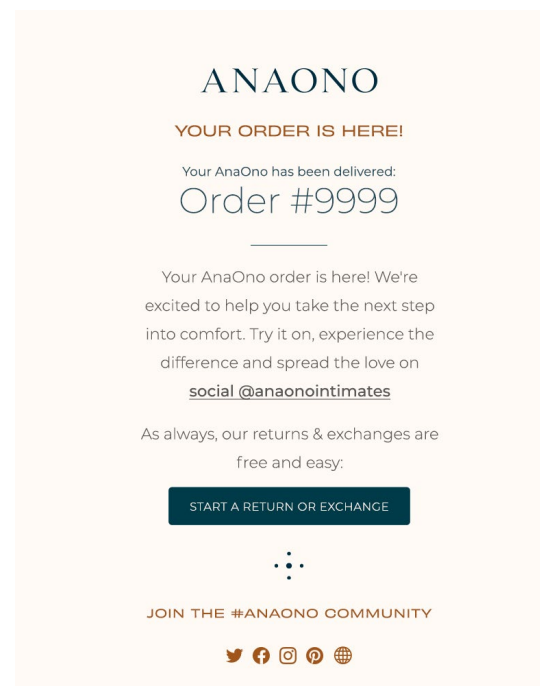 ANAONO
YOUR ORDER IS HERE!
Your AnaOno has been delivered:
Order #9999
Your AnaOno order is here! We're
excited to help you take the next step
into comfort. Try it on, experience the
difference and spread the love on
social @anaonointimates
As always, our returns & exchanges are
free and easy:
START A RETURN OR EXCHANGE
JOIN THE #ANAONO COMMUNITY